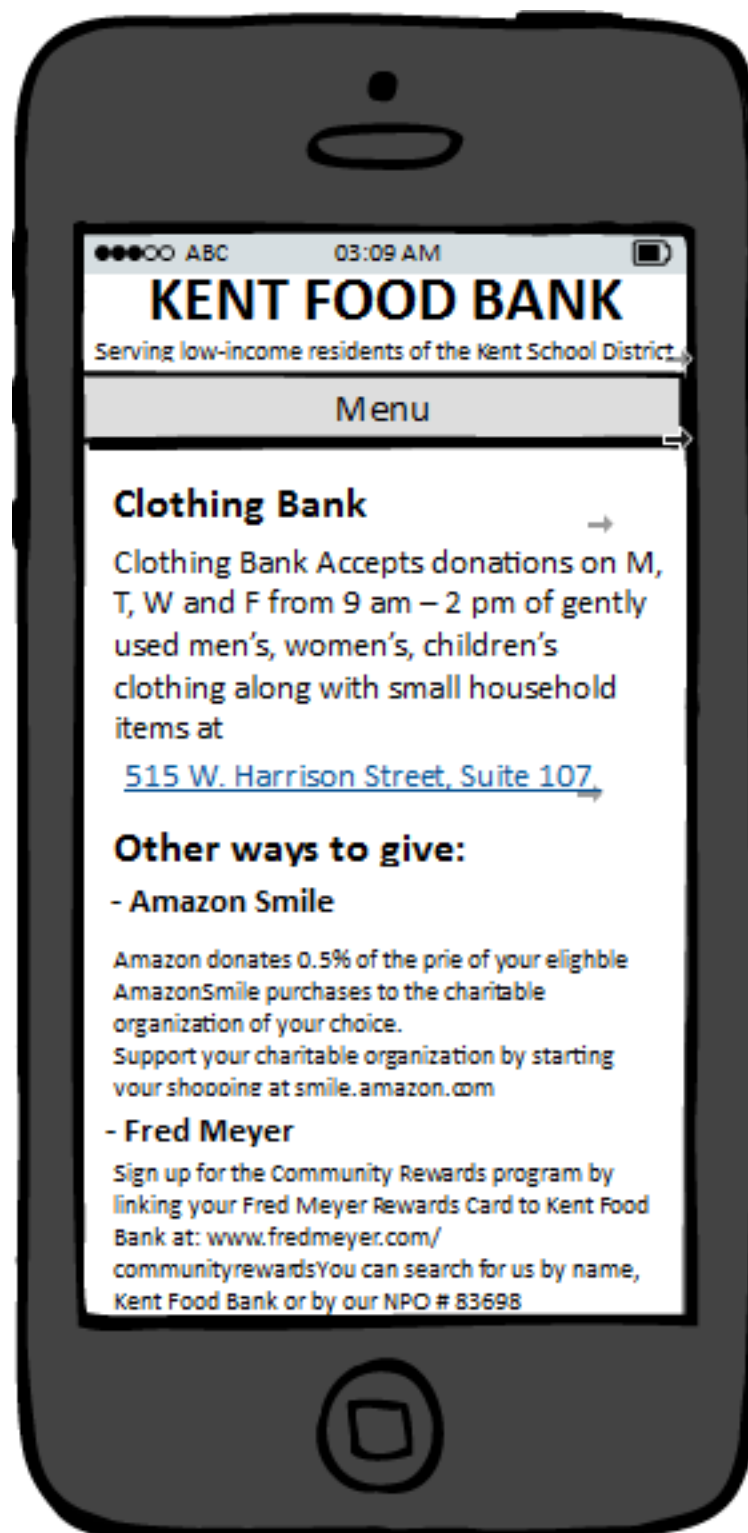 ABC 03:09 AM
KENT FOOD BANK
Serving low-income residents of the Kent School District
Menu
Clothing Bank
Clothing Bank Accepts donations on M,
T, W and F from 9 am – 2 pm of gently
used men's, women's, children's
clothing along with small household
items at
515 W. Harrison Street, Suite 107,
Other ways to give:
- Amazon Smile
Amazon donates 0.5% of the prie of your elighble
AmazonSmile purchases to the charitable
organization of your choice.
Support your charitable organization by starting
your shopping at smile.amazon.com
- Fred Meyer
Sign up for the Community Rewards program by
linking your Fred Meyer Rewards Card to Kent Food
Bank at: www.fredmeyer.com/
communityrewardsYou can search for us by name,
Kent Food Bank or by our NPO # 83698